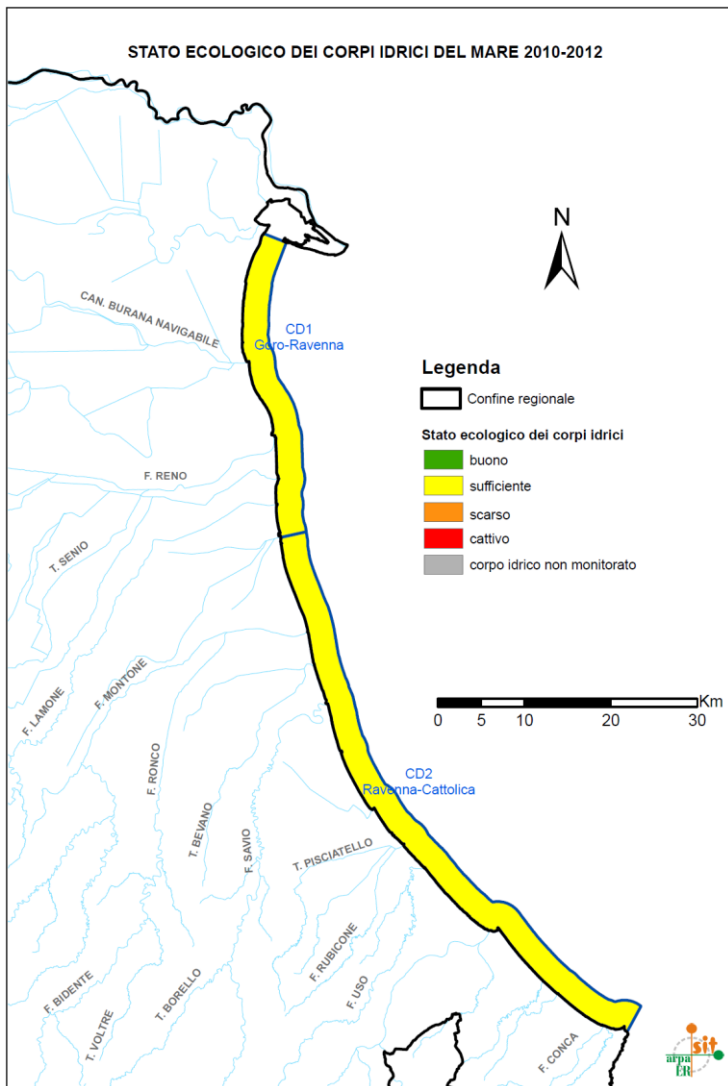 STATO ECOLOGICO DEI CORPI IDRICI DEL MARE 2010-2012
N
CAN. BURANA NAVIGABILE
CD1
Goro-Ravenna
Legenda
Confine regionale
Stato ecologico dei corpi idrici
buono
sufficiente
scarso
cattivo
corpo idrico non monitorato
F. RENO
T. SENIO
F. LAMONE
F. MONTONE
Km
0 5 10 20 30
F. RONCO
T. BEVANO
F. SAVIO
CD2
Ravenna-Cattolica
T. PISCIATELLO
F. RUBICONE
F. USO
F. BIDENTE
T. VOLTRE
T. BORELLO
F. CONCA
sit
arpa
ER